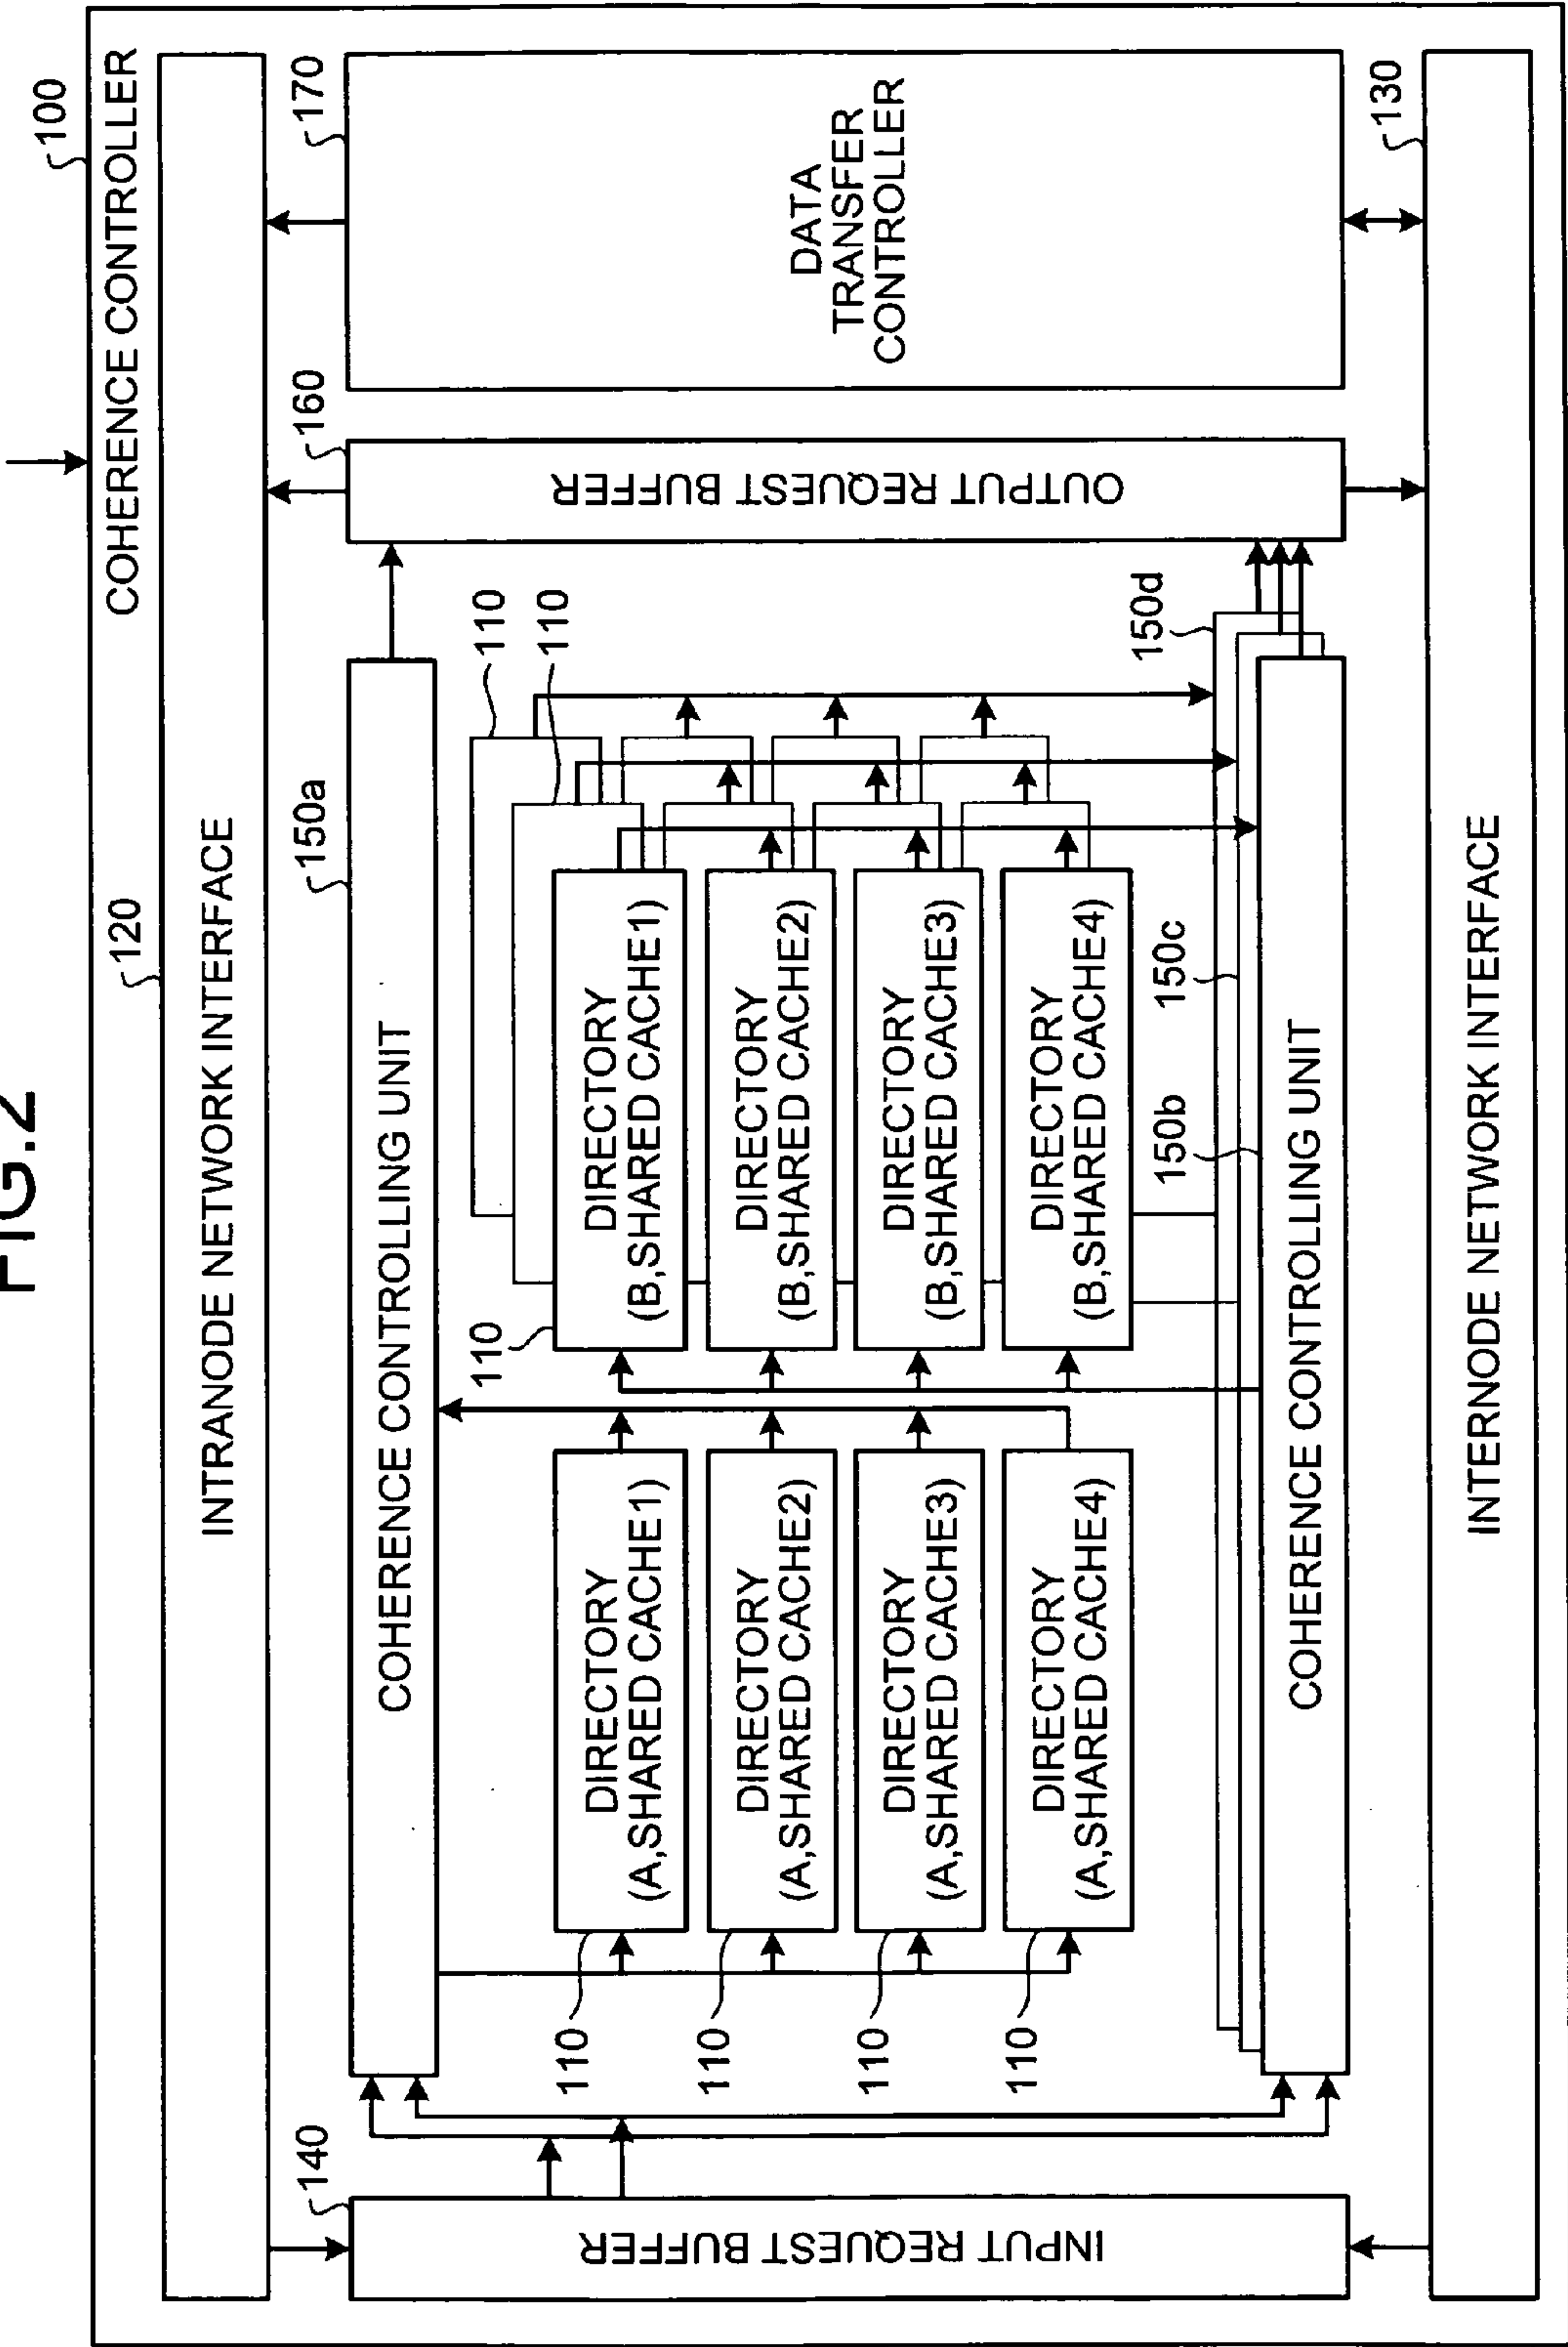 FIG.2
100
COHERENCE CONTROLLER
120
INTRANODE NETWORK INTERFACE
140
INPUT REQUEST BUFFER
150a
COHERENCE CONTROLLING UNIT
160
OUTPUT REQUEST BUFFER
170
DATA
TRANSFER
CONTROLLER
110
DIRECTORY
(A,SHARED CACHE1)
110
DIRECTORY
(A,SHARED CACHE2)
110
DIRECTORY
(A,SHARED CACHE3)
110
DIRECTORY
(A,SHARED CACHE4)
110
110
110
DIRECTORY
(B,SHARED CACHE1)
DIRECTORY
(B,SHARED CACHE2)
DIRECTORY
(B,SHARED CACHE3)
DIRECTORY
(B,SHARED CACHE4)
150b
150c
150d
COHERENCE CONTROLLING UNIT
130
INTERNODE NETWORK INTERFACE